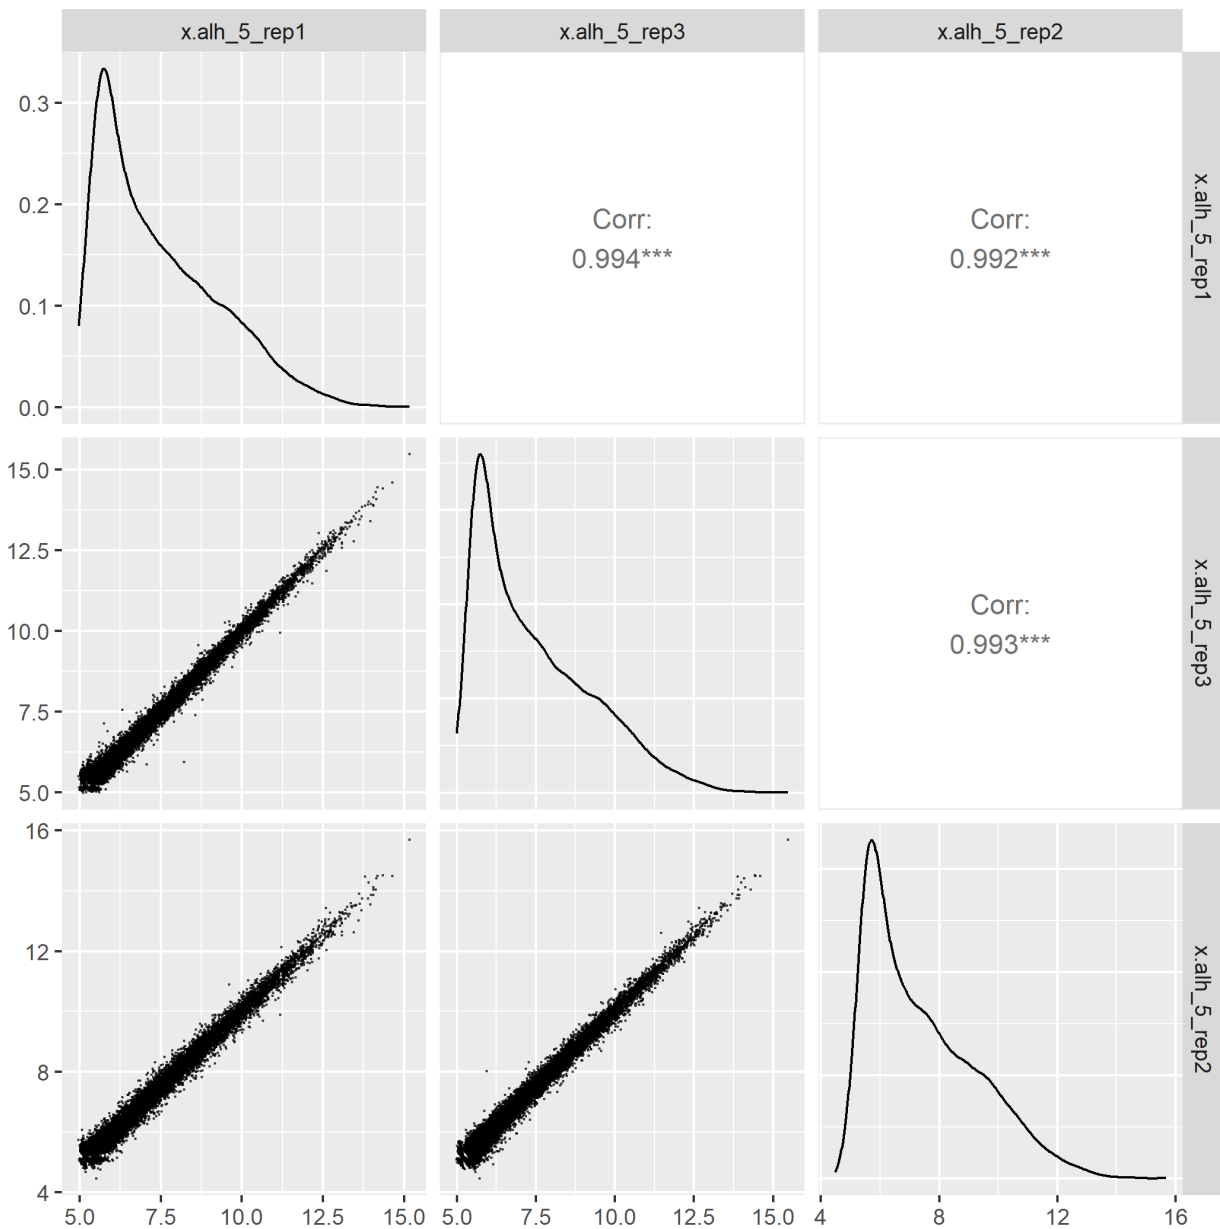 x.alh_5_rep1
x.alh_5_rep3
x.alh_5_rep2
0.3
0.2
0.1
0.0
Corr:
0.994***
Corr:
0.992***
x.alh_5_rep1
15.0
12.5
10.0
7.5
5.0
Corr:
0.993***
x.alh_5_rep3
16
12
8
4
x.alh_5_rep2
5.0 7.5 10.0 12.5 15.0 5.0 7.5 10.0 12.5 15.0 4 8 12 16